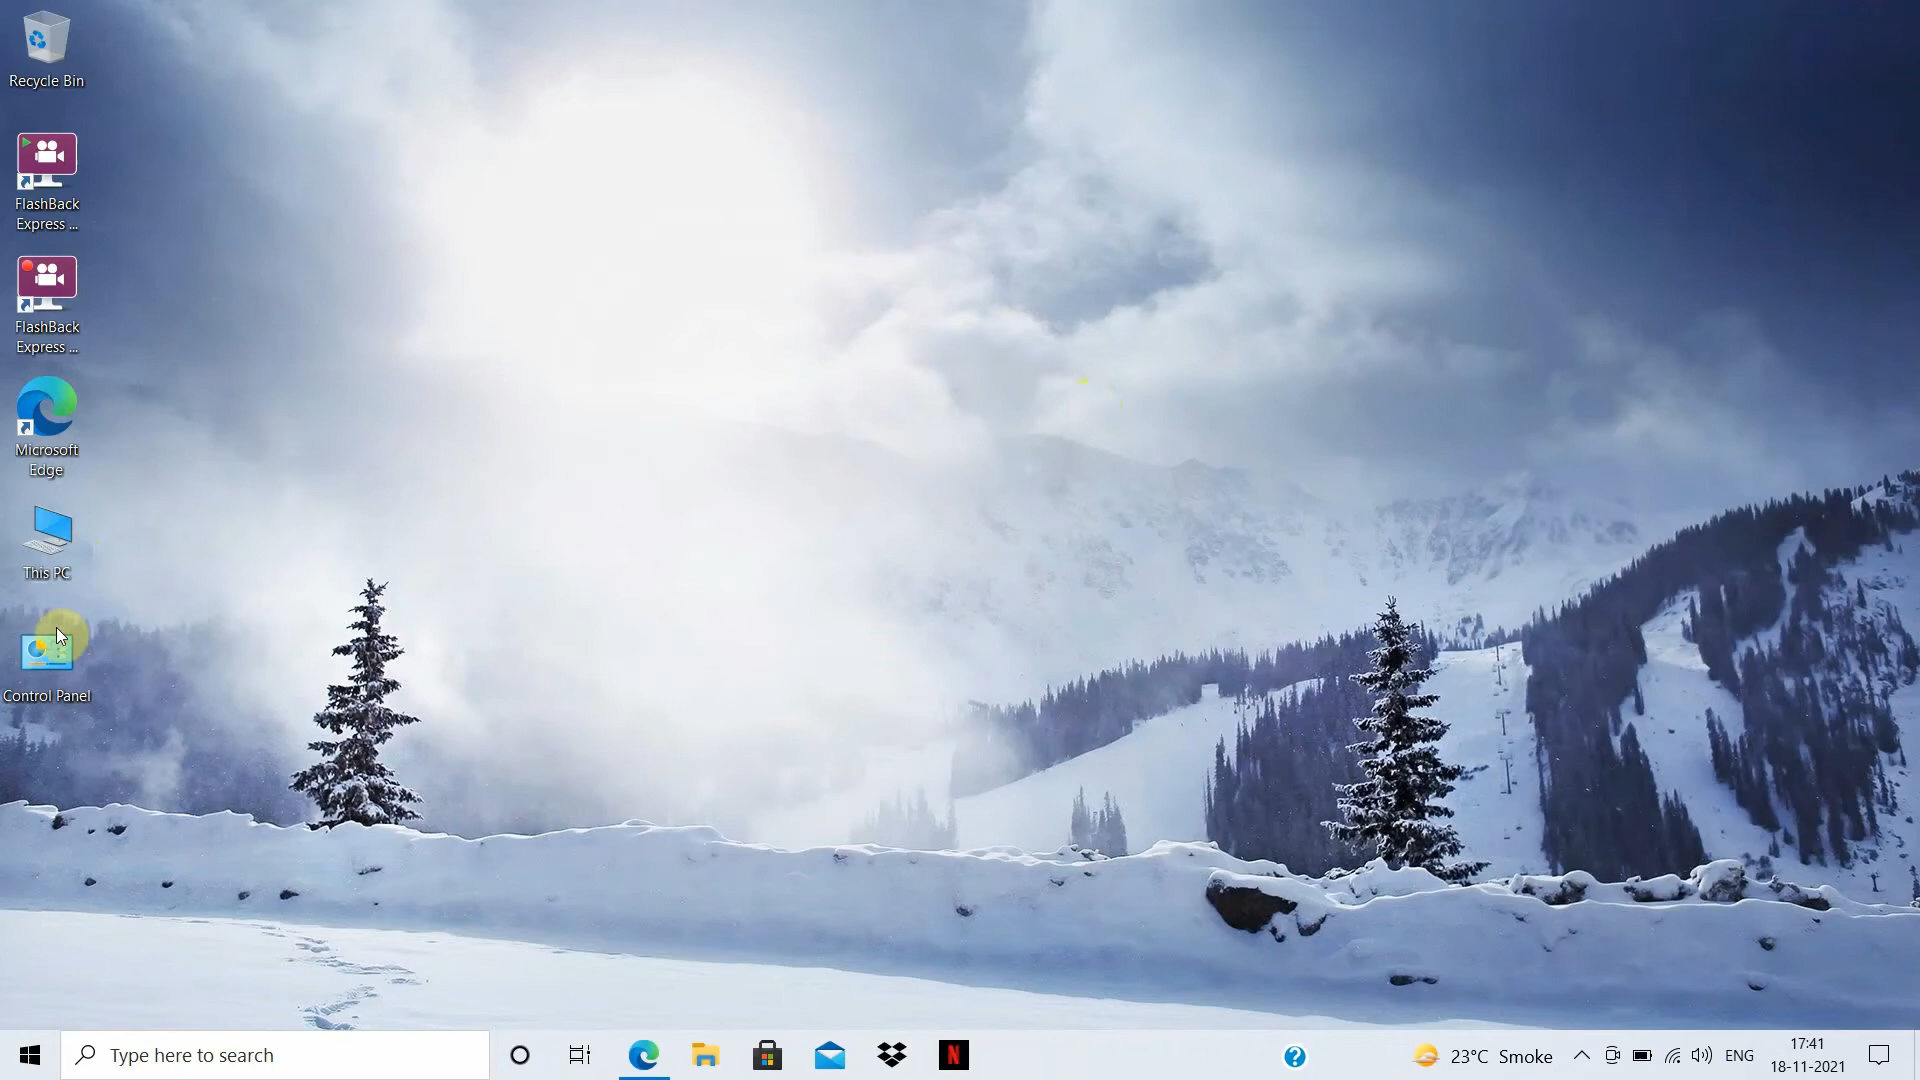 Recycle Bin
FlashBack
Express ...
FlashBack
Express ...
Microsoft
Edge
This PC
Control Panel
Type here to search
N
?
23°C Smoke
ENG
17:41
18-11-2021